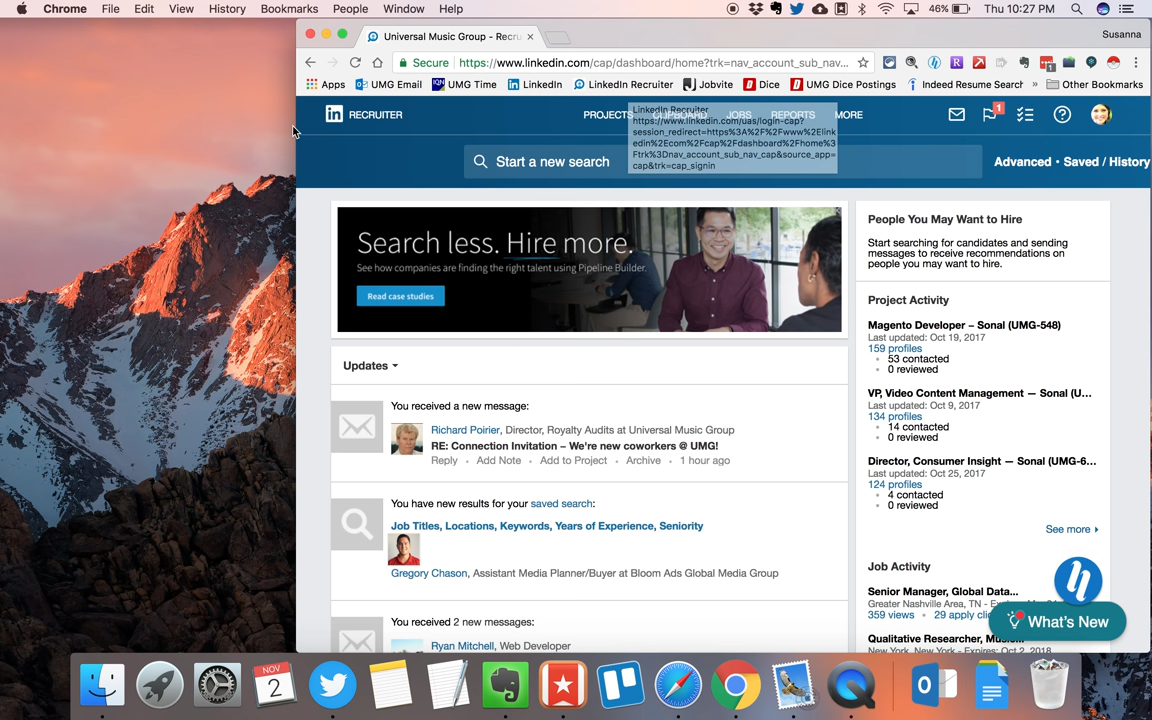 Chrome File Edit View History Bookmarks People Window Help
46% Thu 10:27 PM
Universal Music Group - Recru
Susanna
Secure https://www.linkedin.com/cap/dashboard/home?trk=nav_account_sub_nav...
Apps UMG Email UMG Time LinkedIn LinkedIn Recruiter Jobvite Dice UMG Dice Postings Indeed Resume Search » Other Bookmarks
in RECRUITER PROJECTS CLIPBOARD JOBS REPORTS MORE 1
LinkedIn Recruiter
https://www.linkedin.com/uas/login-cap?
session_redirect=https%3A%2F%2Fwww%2Elin
kedin%2Ecom%2Fcap%2Fdashboard%2Fhome%3
Ftrk%3Dnav_account_sub_nav_cap&source_app=
cap&trk=cap_signin
Start a new search
Advanced • Saved / History
Search less. Hire more.
See how companies are finding the right talent using Pipeline Builder.
Read case studies
Updates
You received a new message:
Richard Poirier, Director, Royalty Audits at Universal Music Group
RE: Connection Invitation – We're new coworkers @ UMG!
Reply • Add Note • Add to Project • Archive • 1 hour ago
You have new results for your saved search:
Job Titles, Locations, Keywords, Years of Experience, Seniority
Gregory Chason, Assistant Media Planner/Buyer at Bloom Ads Global Media Group
You received 2 new messages:
Ryan Mitchell, Web Developer
People You May Want to Hire
Start searching for candidates and sending
messages to receive recommendations on
people you may want to hire.
Project Activity
Magento Developer – Sonal (UMG-548)
Last updated: Oct 19, 2017
159 profiles
53 contacted
0 reviewed
VP, Video Content Management — Sonal (U...
Last updated: Oct 9, 2017
134 profiles
14 contacted
0 reviewed
Director, Consumer Insight — Sonal (UMG-6...
Last updated: Oct 25, 2017
124 profiles
4 contacted
0 reviewed
See more
Job Activity
Senior Manager, Global Data...
Greater Nashville Area, TN - 
359 views • 29 apply
What's New
Qualitative Researcher,
New York, New York - Expires: Oct 2, 2018
NOV
2